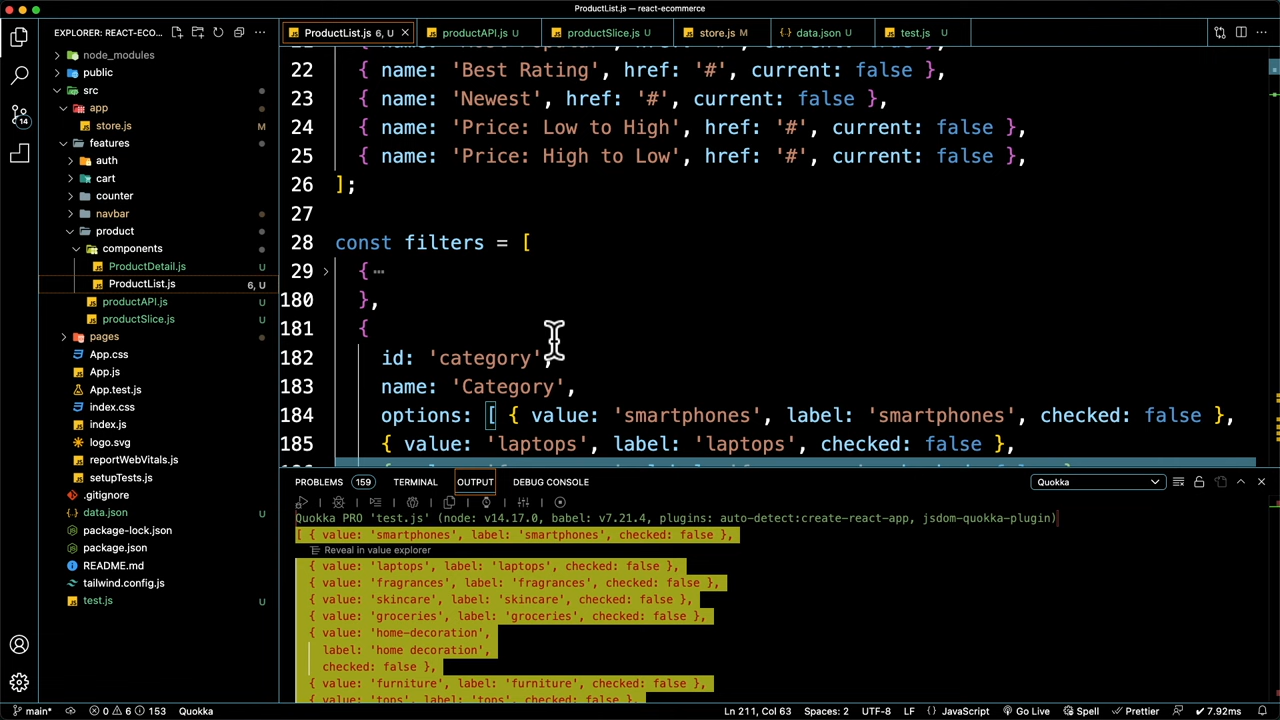 ProductList.js — react-ecommerce
EXPLORER: REACT-ECO...
ProductList.js 6, U
productAPI.js U
productSlice.js U
store.js M
data.json U
test.js U
node_modules
public
src
app
store.js M
features
auth
cart
counter
navbar
product
components
ProductDetail.js U
ProductList.js 6, U
productAPI.js U
productSlice.js U
pages
App.css
App.js
App.test.js
index.css
index.js
logo.svg
reportWebVitals.js
setupTests.js
.gitignore
data.json U
package-lock.json
package.json
README.md
tailwind.config.js
test.js U
14
22 { name: 'Best Rating', href: '#', current: false },
23 { name: 'Newest', href: '#', current: false },
24 { name: 'Price: Low to High', href: '#', current: false },
25 { name: 'Price: High to Low', href: '#', current: false },
26 ];
27
28 const filters = [
29 {
180 },
181 {
182 id: 'category',
183 name: 'Category',
184 options: [ { value: 'smartphones', label: 'smartphones', checked: false },
185 { value: 'laptops', label: 'laptops', checked: false },
PROBLEMS 159 TERMINAL OUTPUT DEBUG CONSOLE Quokka
Quokka PRO 'test.js' (node: v14.17.0, babel: v7.21.4, plugins: auto-detect:create-react-app, jsdom-quokka-plugin)
[ { value: 'smartphones', label: 'smartphones', checked: false },
Reveal in value explorer
{ value: 'laptops', label: 'laptops', checked: false },
{ value: 'fragrances', label: 'fragrances', checked: false },
{ value: 'skincare', label: 'skincare', checked: false },
{ value: 'groceries', label: 'groceries', checked: false },
{ value: 'home-decoration',
label: 'home decoration',
checked: false },
{ value: 'furniture', label: 'furniture', checked: false },
{ value: 'tops', label: 'tops', checked: false },
main* 0 6 153 Quokka Ln 211, Col 63 Spaces: 2 UTF-8 LF JavaScript Go Live Spell Prettier 7.92ms